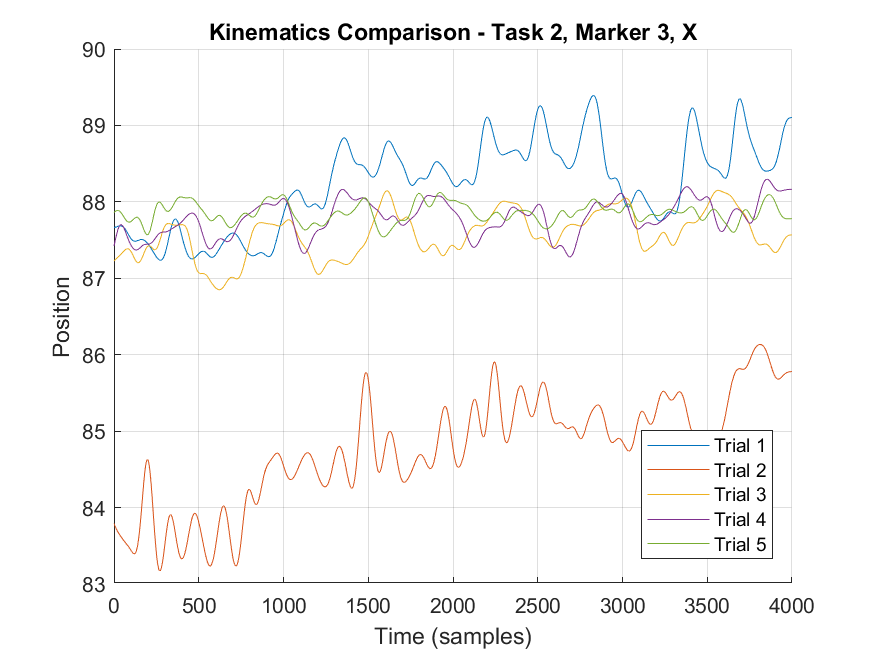 Kinematics Comparison - Task 2, Marker 3, X
90
89
88
87
86
85
84
83
Position
0 500 1000 1500 2000 2500 3000 3500 4000
Time (samples)
Trial 1
Trial 2
Trial 3
Trial 4
Trial 5